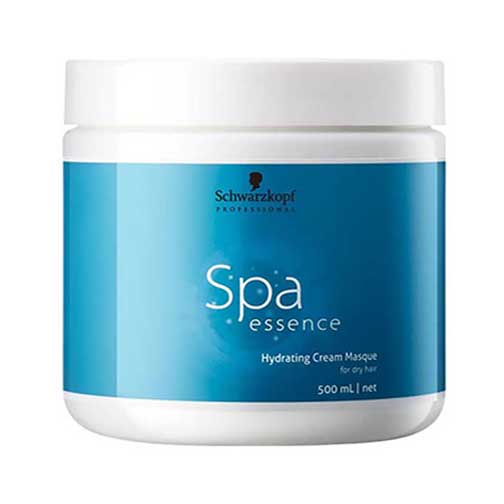 Schwarzkopf
PROFESSIONAL
Spa
essence
Hydrating Cream Masque
for dry hair
500 mL | net